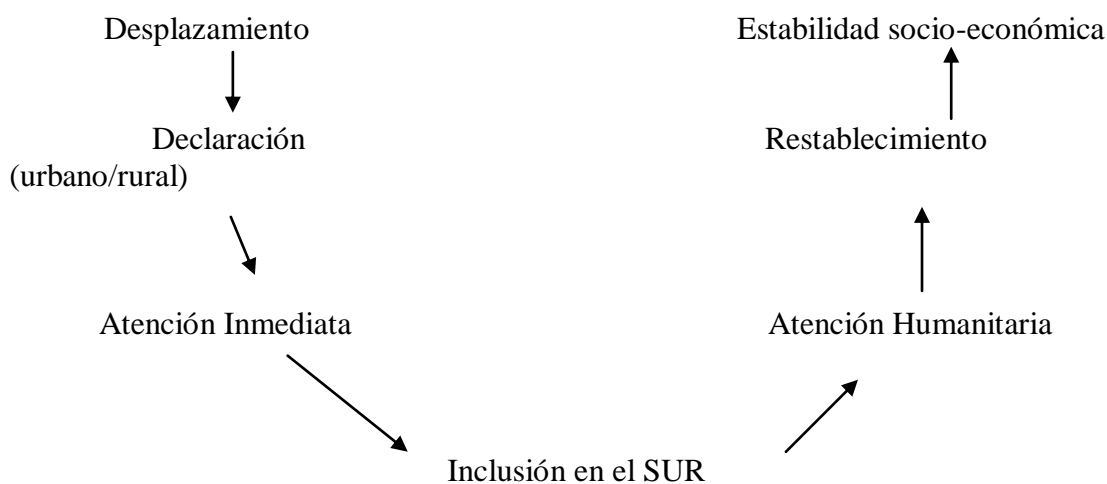 Desplazamiento
Estabilidad socio-económica
Declaración
(urbano/rural)
Restablecimiento
Atención Inmediata
Atención Humanitaria
Inclusión en el SUR